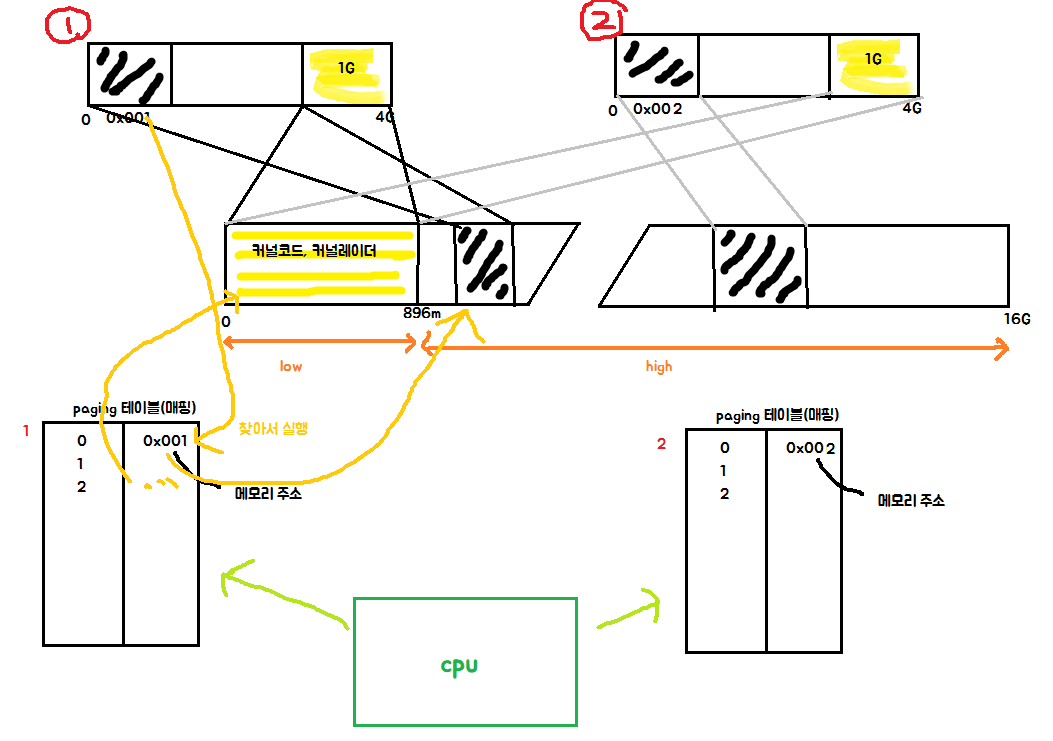 1
2
1G
1G
0
0x001
4G
0
0x002
4G
커널코드, 커널레이더
0
896m
16G
low
high
paging 테이블(매핑)
paging 테이블(매핑)
1
0
0x001
찾아서 실행
1
2
메모리 주소
2
0
0x002
1
2
메모리 주소
cpu